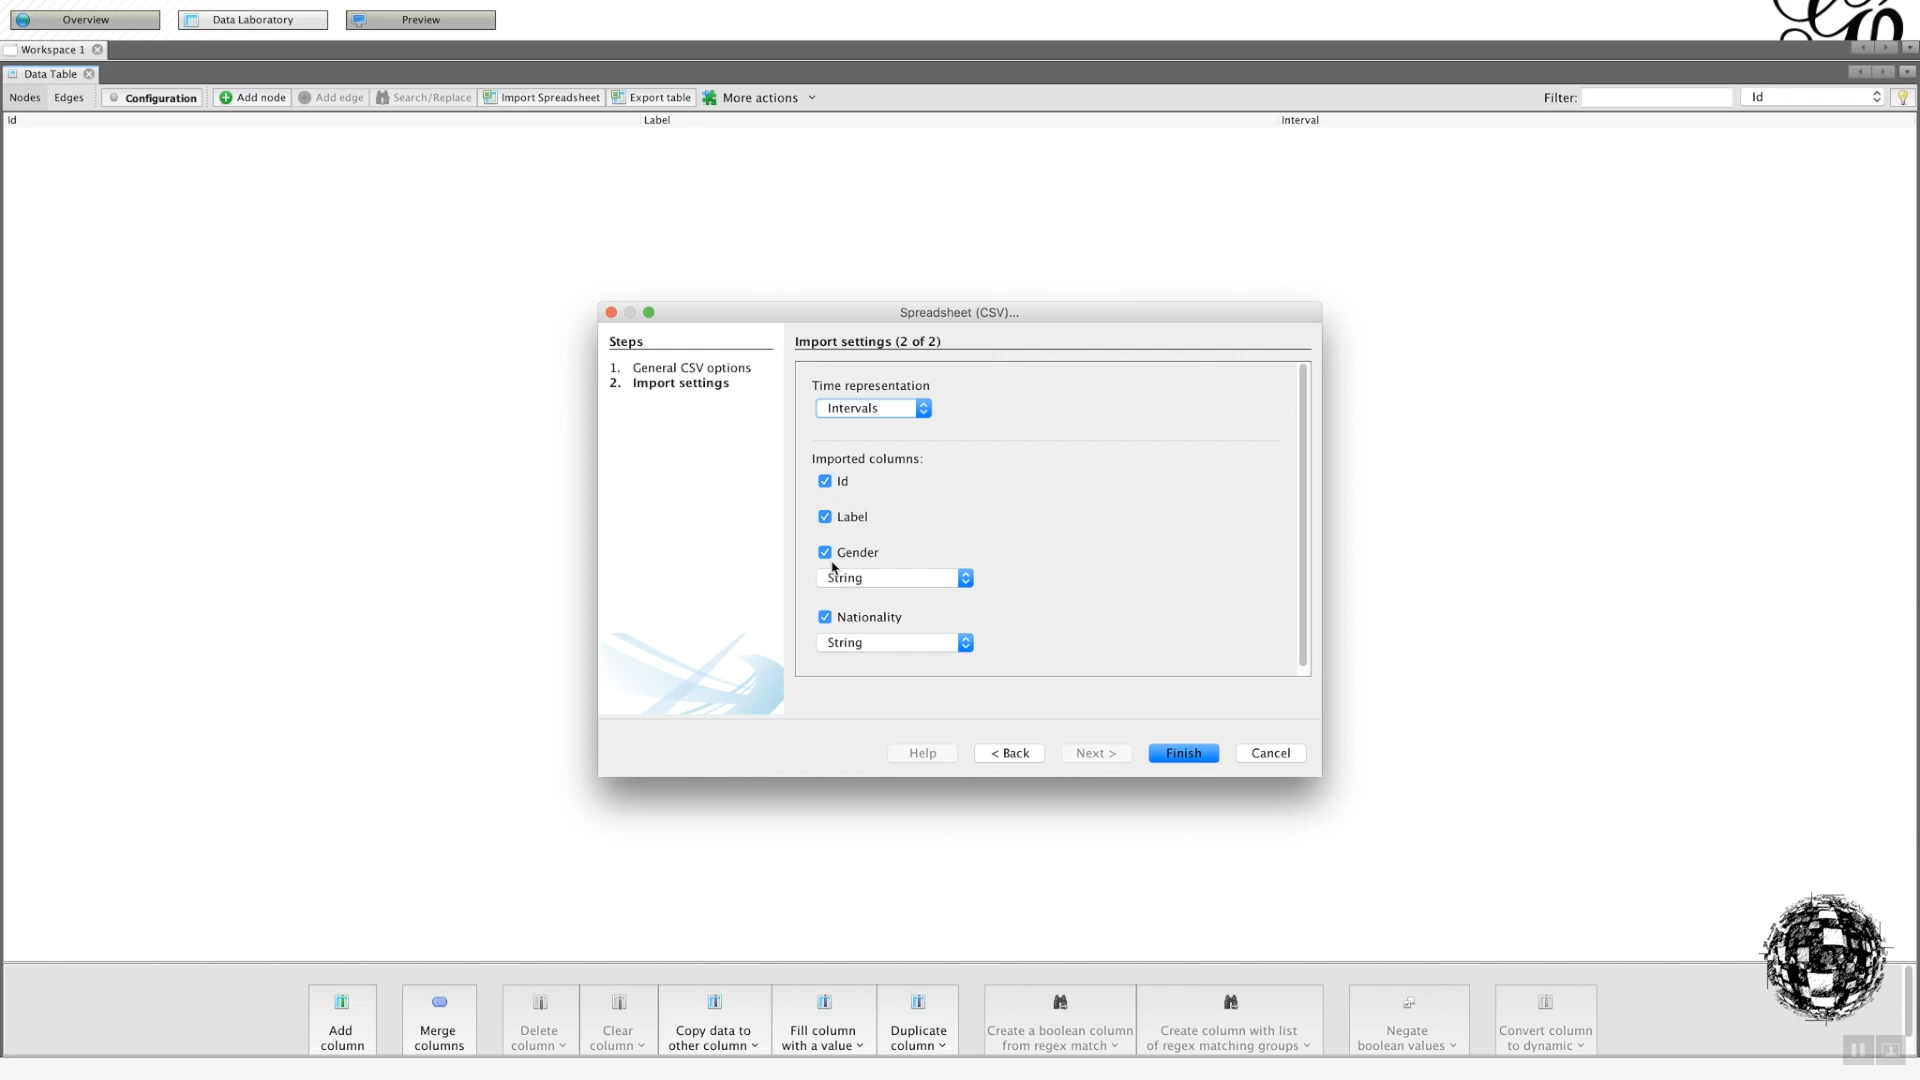 Overview Data Laboratory Preview
Workspace 1
Data Table
Nodes Edges Configuration Add node Add edge Search/Replace Import Spreadsheet Export table More actions Filter: Id
Id Label Interval
Spreadsheet (CSV)...
Steps
1. General CSV options
2. Import settings
Import settings (2 of 2)
Time representation
Intervals
Imported columns:
Id
Label
Gender
String
Nationality
String
Help < Back Next > Finish Cancel
Add column
Merge columns
Delete column
Clear column
Copy data to other column
Fill column with a value
Duplicate column
Create a boolean column from regex match
Create column with list of regex matching groups
Negate boolean values
Convert column to dynamic